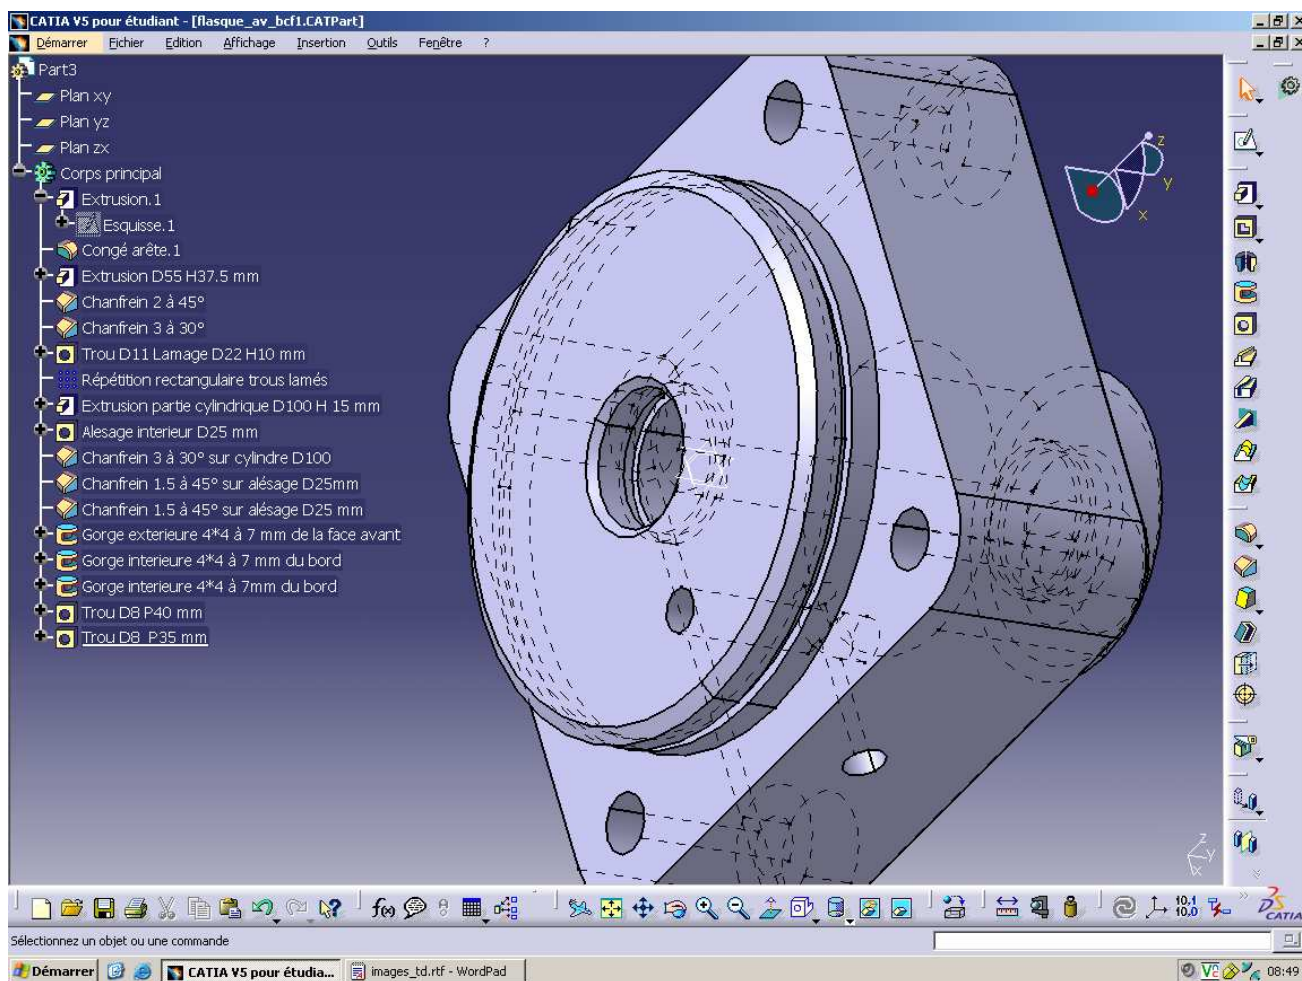 CATIA V5 pour étudiant - [flasque_av_bcf1.CATPart]
Démarrer Fichier Edition Affichage Insertion Outils Fenêtre ?
Part3
Plan xy
Plan yz
Plan zx
Corps principal
Extrusion.1
Esquisse.1
Congé arête.1
Extrusion D55 H37.5 mm
Chanfrein 2 à 45°
Chanfrein 3 à 30°
Trou D11 Lamage D22 H10 mm
Répétition rectangulaire trous lamés
Extrusion partie cylindrique D100 H 15 mm
Alesage interieur D25 mm
Chanfrein 3 à 30° sur cylindre D100
Chanfrein 1.5 à 45° sur alésage D25mm
Chanfrein 1.5 à 45° sur alésage D25 mm
Gorge exterieure 4*4 à 7 mm de la face avant
Gorge interieure 4*4 à 7 mm du bord
Gorge interieure 4*4 à 7mm du bord
Trou D8 P40 mm
Trou D8 P35 mm
z
y
x
z
y
x
f(x)
10,1
10,0
DS CATIA
Sélectionnez un objet ou une commande
Démarrer CATIA V5 pour étudia... images_td.rtf - WordPad 08:49